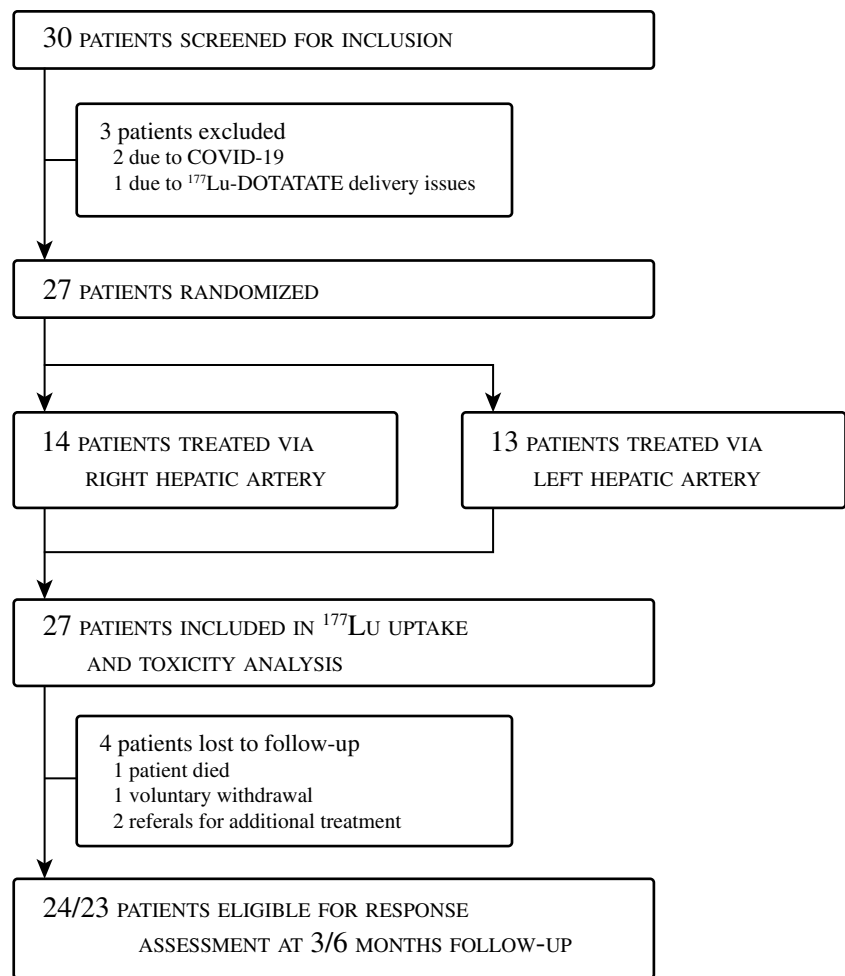 30 PATIENTS SCREENED FOR INCLUSION
3 patients excluded
2 due to COVID-19
1 due to ¹⁷⁷Lu-DOTATATE delivery issues
27 PATIENTS RANDOMIZED
14 PATIENTS TREATED VIA
RIGHT HEPATIC ARTERY
13 PATIENTS TREATED VIA
LEFT HEPATIC ARTERY
27 PATIENTS INCLUDED IN ¹⁷⁷LU UPTAKE
AND TOXICITY ANALYSIS
4 patients lost to follow-up
1 patient died
1 voluntary withdrawal
2 referals for additional treatment
24/23 PATIENTS ELIGIBLE FOR RESPONSE
ASSESSMENT AT 3/6 MONTHS FOLLOW-UP